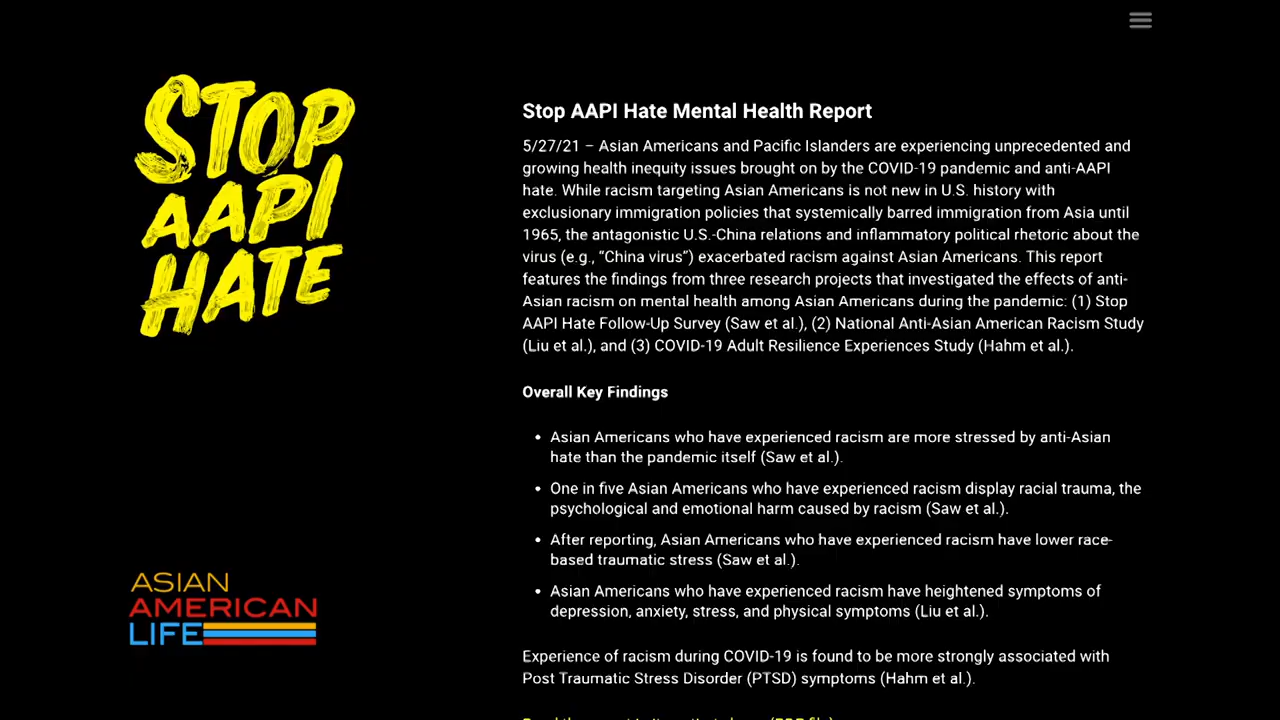 STOP
AAPI
HATE
Stop AAPI Hate Mental Health Report
5/27/21 – Asian Americans and Pacific Islanders are experiencing unprecedented and
growing health inequity issues brought on by the COVID-19 pandemic and anti-AAPI
hate. While racism targeting Asian Americans is not new in U.S. history with
exclusionary immigration policies that systemically barred immigration from Asia until
1965, the antagonistic U.S.-China relations and inflammatory political rhetoric about the
virus (e.g., “China virus”) exacerbated racism against Asian Americans. This report
features the findings from three research projects that investigated the effects of anti-
Asian racism on mental health among Asian Americans during the pandemic: (1) Stop
AAPI Hate Follow-Up Survey (Saw et al.), (2) National Anti-Asian American Racism Study
(Liu et al.), and (3) COVID-19 Adult Resilience Experiences Study (Hahm et al.).
Overall Key Findings
• Asian Americans who have experienced racism are more stressed by anti-Asian
hate than the pandemic itself (Saw et al.).
• One in five Asian Americans who have experienced racism display racial trauma, the
psychological and emotional harm caused by racism (Saw et al.).
• After reporting, Asian Americans who have experienced racism have lower race-
based traumatic stress (Saw et al.).
• Asian Americans who have experienced racism have heightened symptoms of
depression, anxiety, stress, and physical symptoms (Liu et al.).
Experience of racism during COVID-19 is found to be more strongly associated with
Post Traumatic Stress Disorder (PTSD) symptoms (Hahm et al.).
ASIAN
AMERICAN
LIFE